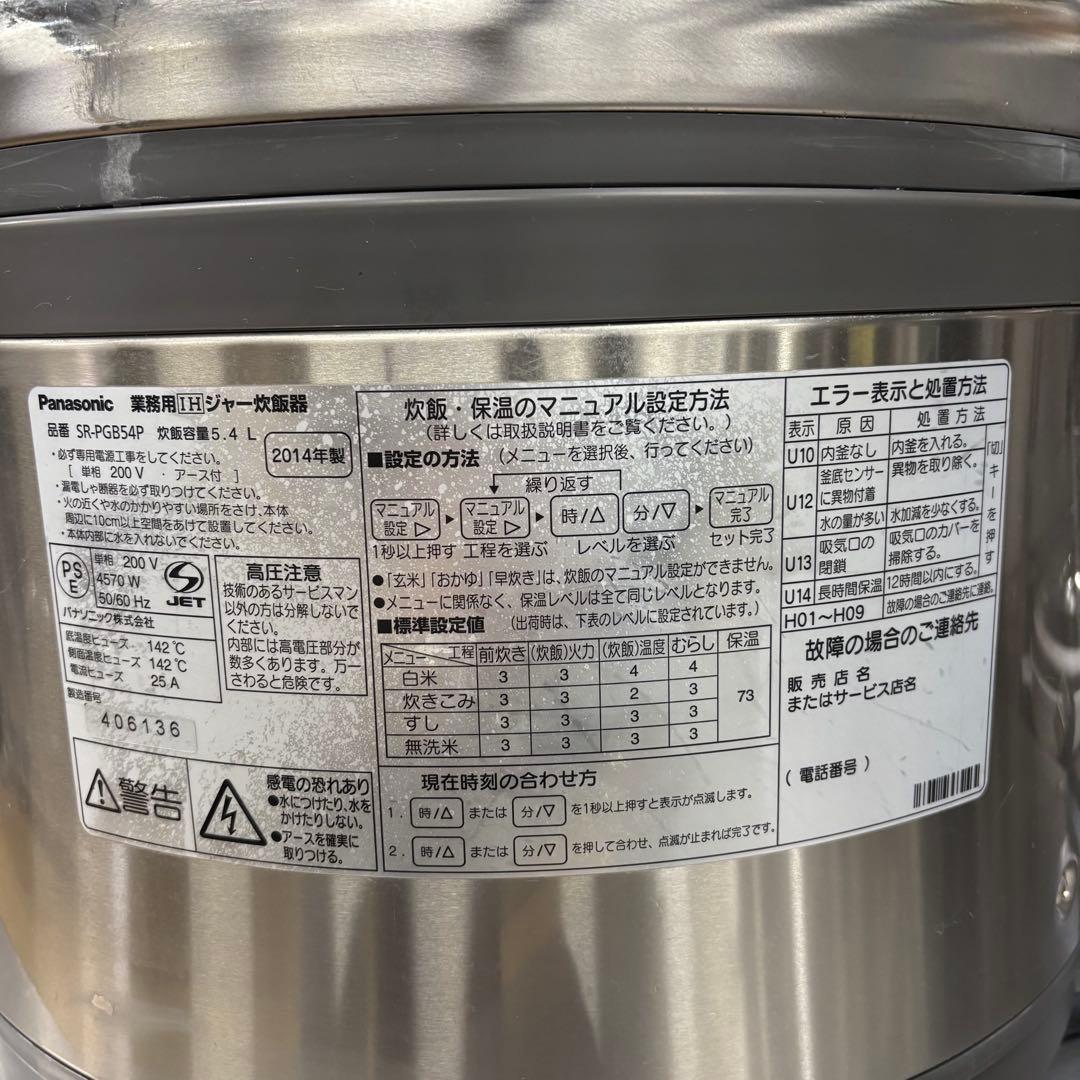 Panasonic 業務用IHジャー炊飯器
品番 SR-PGB54P 炊飯容量5.4 L
2014年製
・必ず専用電源工事をしてください。
[ 単相 200 V ・ アース付 ]
・漏電しゃ断器を必ず取りつけてください。
・火の近くや水のかかりやすい場所をさけ、本体
周辺に10cm以上空間をあけて設置してください。
・本体内部に水を入れないでください。
PS
E
単相 200 V
4570 W
50/60 Hz
S
JET
パナソニック株式会社
低温度ヒューズ 142 ℃
側面温度ヒューズ 142 ℃
電流ヒューズ 25 A
製造番号
406136
高圧注意
技術のあるサービスマン
以外の方は分解しないで
ください。
内部には高電圧部分が
数多くあります。万一
さわると危険です。
警告
感電の恐れあり
●水につけたり、水を
かけたりしない。
●アースを確実に
取りつける。
炊飯・保温のマニュアル設定方法
(詳しくは取扱説明書をご覧ください。)
■設定の方法 (メニューを選択後、行ってください)
繰り返す
マニュアル設定 ▷ ▶ マニュアル設定 ▷ ▶ 時/△ 分/▽ ▶ マニュアル完了
1秒以上押す 工程を選ぶ レベルを選ぶ セット完了
●「玄米」「おかゆ」「早炊き」は、炊飯のマニュアル設定ができません。
●メニューに関係なく、保温レベルは全て同じレベルとなります。
■標準設定値 (出荷時は、下表のレベルに設定されています。)
メニュー 工程 前炊き (炊飯)火力 (炊飯)温度 むらし 保温
白米 3 3 4 4 73
炊きこみ 3 3 2 3
すし 3 3 3 3
無洗米 3 3 3 3
現在時刻の合わせ方
1. 時/△ または 分/▽ を1秒以上押すと表示が点滅します。
2. 時/△ または 分/▽ を押して合わせ、点滅が止まれば完了です。
エラー表示と処置方法
表示 原因 処置方法
U10 内釜なし 内釜を入れる。 「切」キーを押す
U12 釜底センサーに異物付着 異物を取り除く。
水の量が多い 水加減を少なくする。
U13 吸気口の閉鎖 吸気口のカバーを掃除する。
U14 長時間保温 12時間以内にする。
H01〜H09 故障の場合のご連絡先に連絡。
故障の場合のご連絡先
販売店名
またはサービス店名
( 電話番号 )